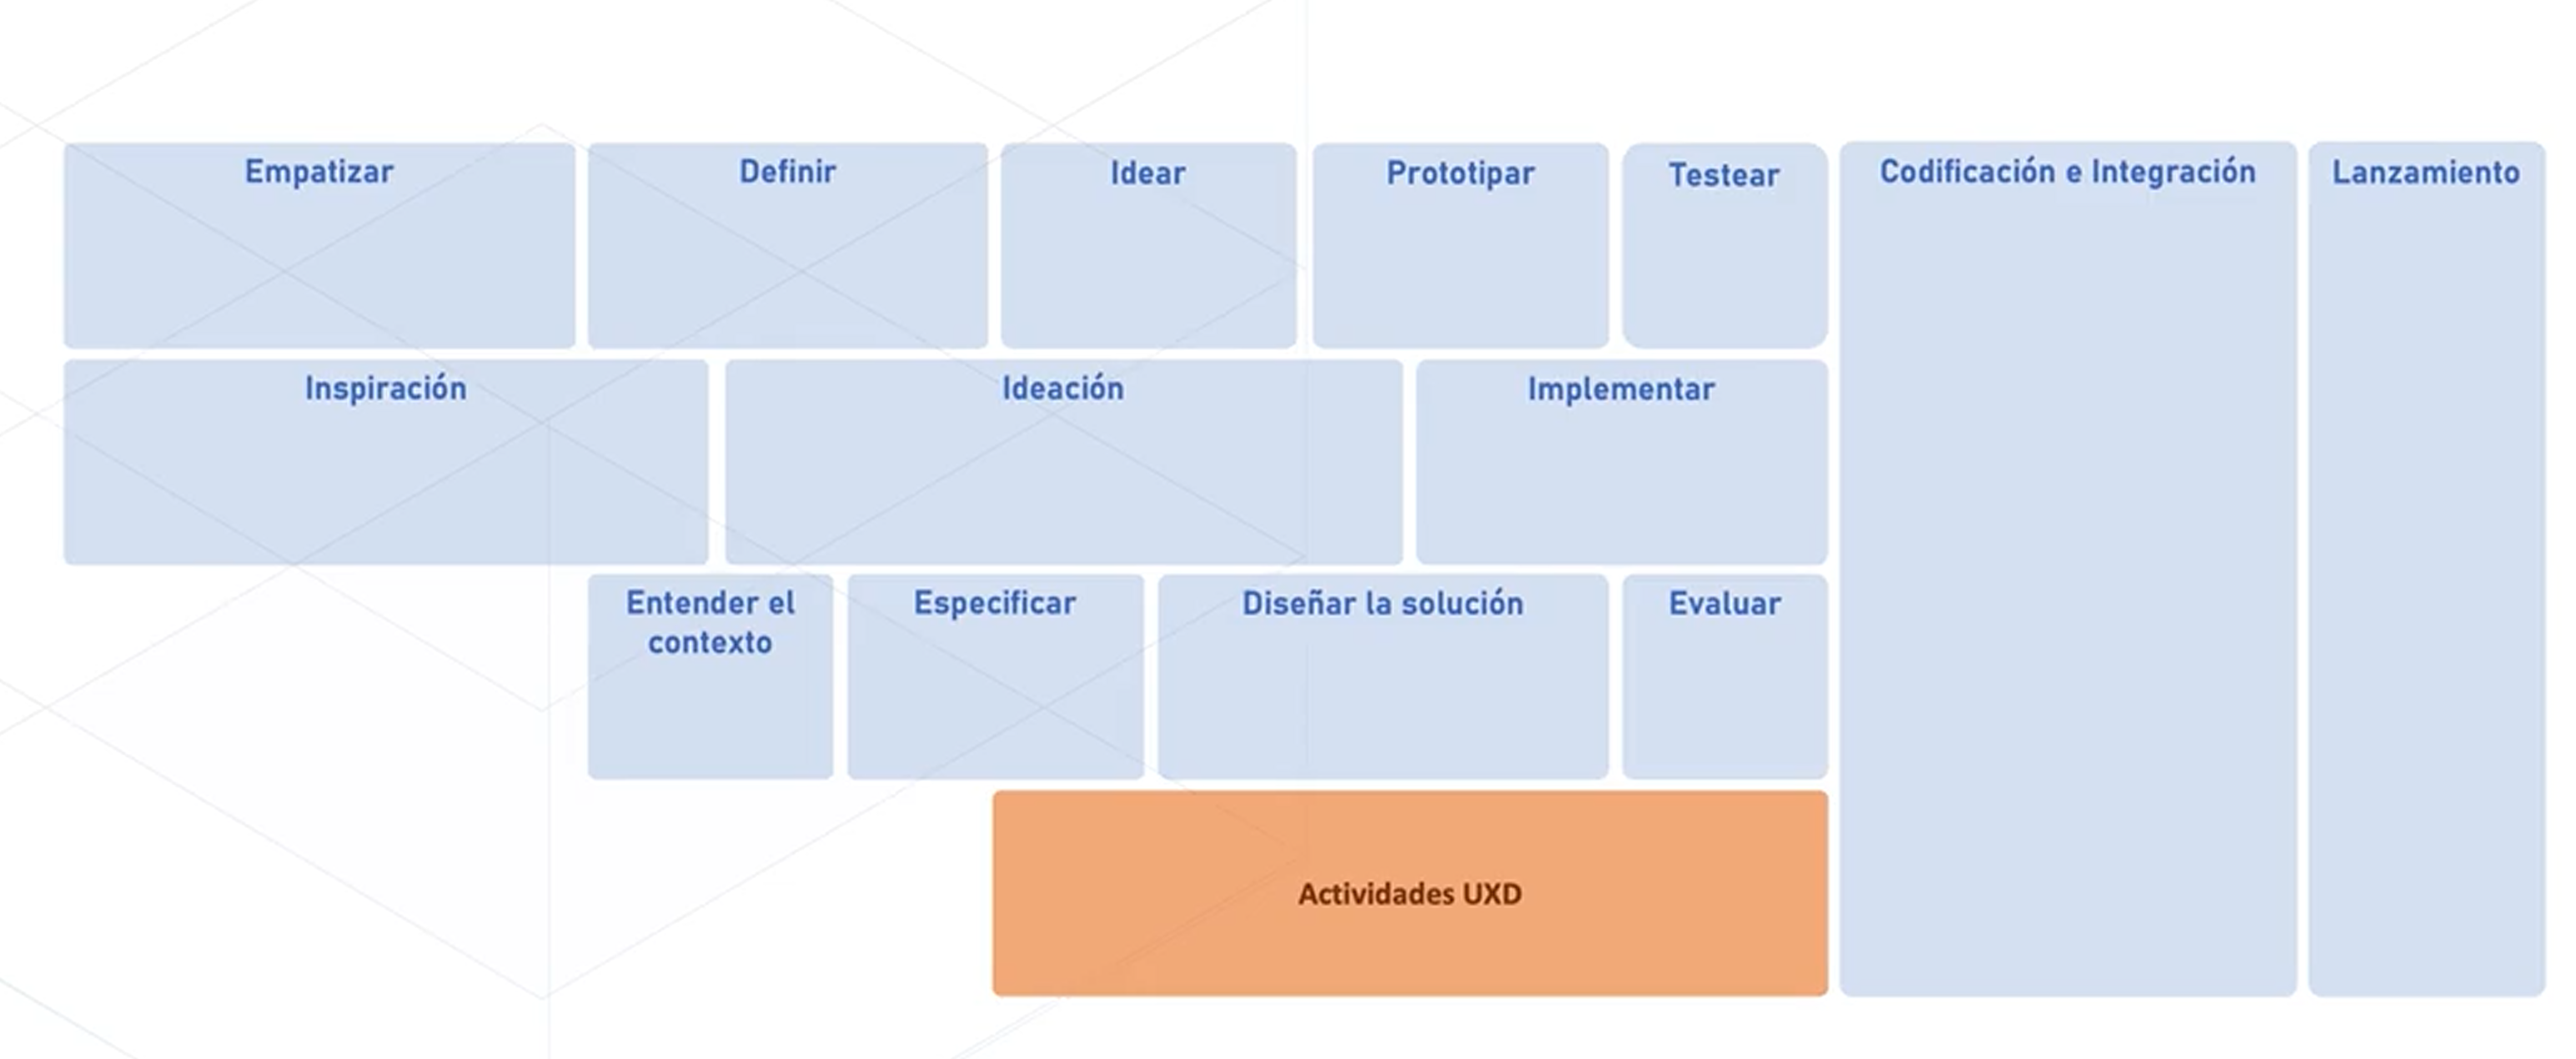 Empatizar
Definir
Idear
Prototipar
Testear
Codificación e Integración
Lanzamiento
Inspiración
Ideación
Implementar
Entender el
contexto
Especificar
Diseñar la solución
Evaluar
Actividades UXD